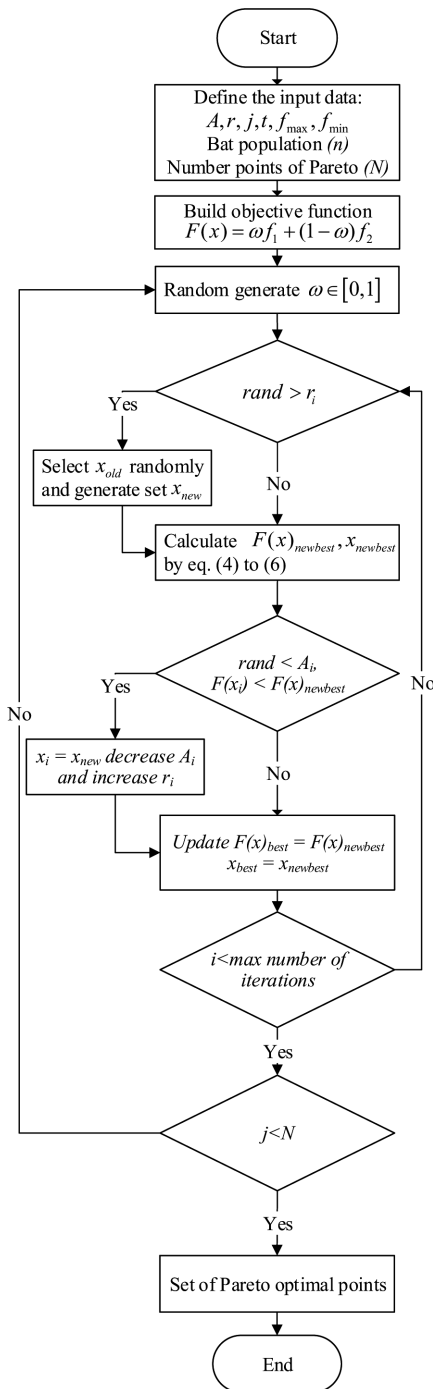 Start
Define the input data:
A, r, j, t, f_max, f_min
Bat population (n)
Number points of Pareto (N)
Build objective function
F(x) = ωf_1 + (1 − ω)f_2
Random generate ω ∈ [0,1]
rand > r_i
Yes
Select x_old randomly
and generate set x_new
No
Calculate F(x)_newbest, x_newbest
by eq. (4) to (6)
rand < A_i,
F(x_i) < F(x)_newbest
Yes
No
No
x_i = x_new decrease A_i
and increase r_i
No
Update F(x)_best = F(x)_newbest
x_best = x_newbest
i<max number of
iterations
Yes
j<N
Yes
Set of Pareto optimal points
End